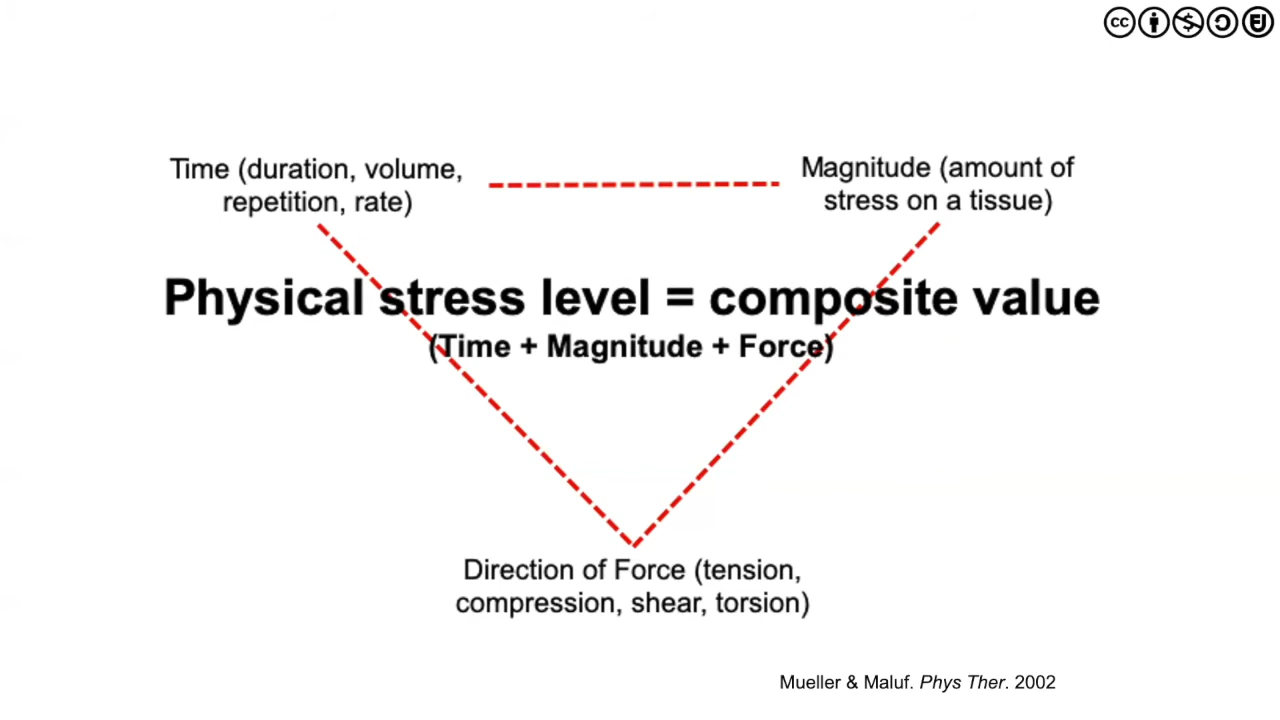 cc
Time (duration, volume,
repetition, rate)
Magnitude (amount of
stress on a tissue)
Physical stress level = composite value
(Time + Magnitude + Force)
Direction of Force (tension,
compression, shear, torsion)
Mueller & Maluf. Phys Ther. 2002